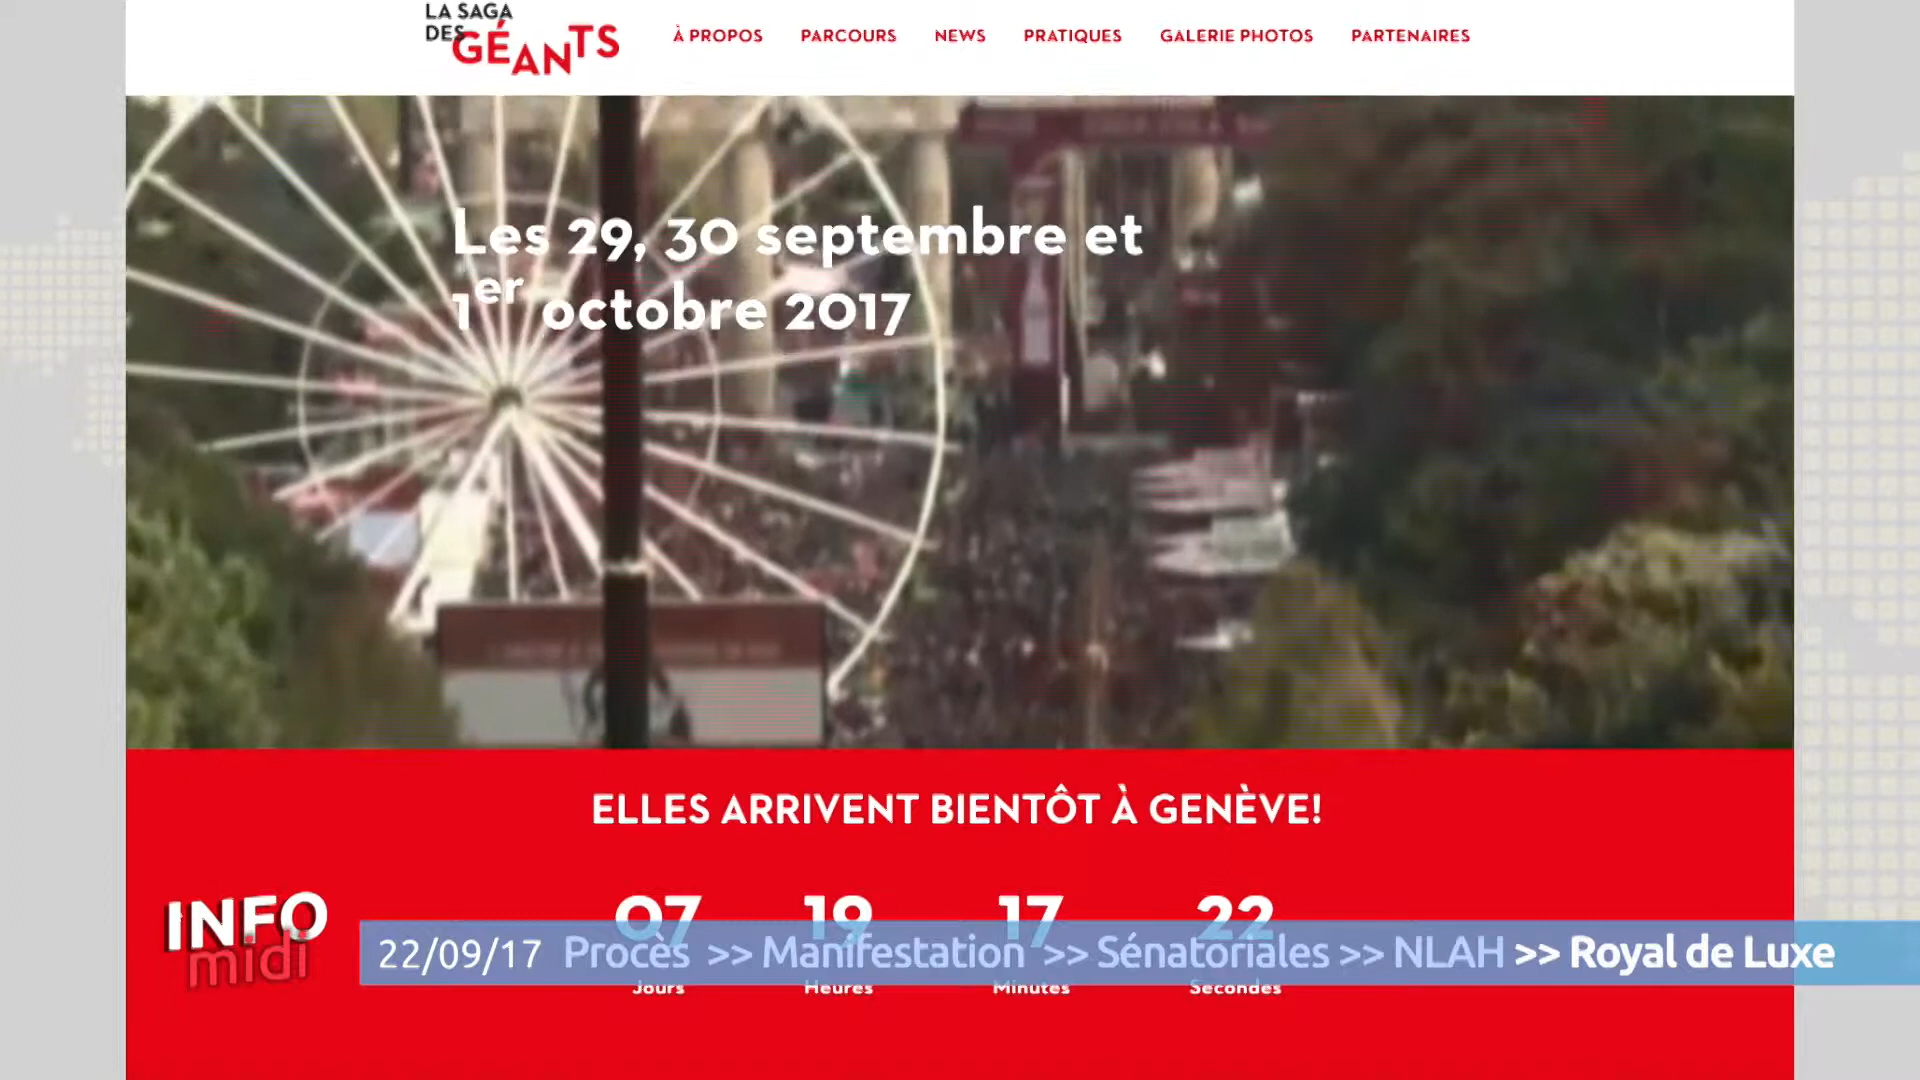 LA SAGA
DES
GÉANTS
À PROPOS PARCOURS NEWS PRATIQUES GALERIE PHOTOS PARTENAIRES
Les 29, 30 septembre et
1er octobre 2017
ELLES ARRIVENT BIENTÔT À GENÈVE!
07 19 17 22
Jours Heures Minutes Secondes
INFO
midi
22/09/17 Procès >> Manifestation >> Sénatoriales >> NLAH >> Royal de Luxe